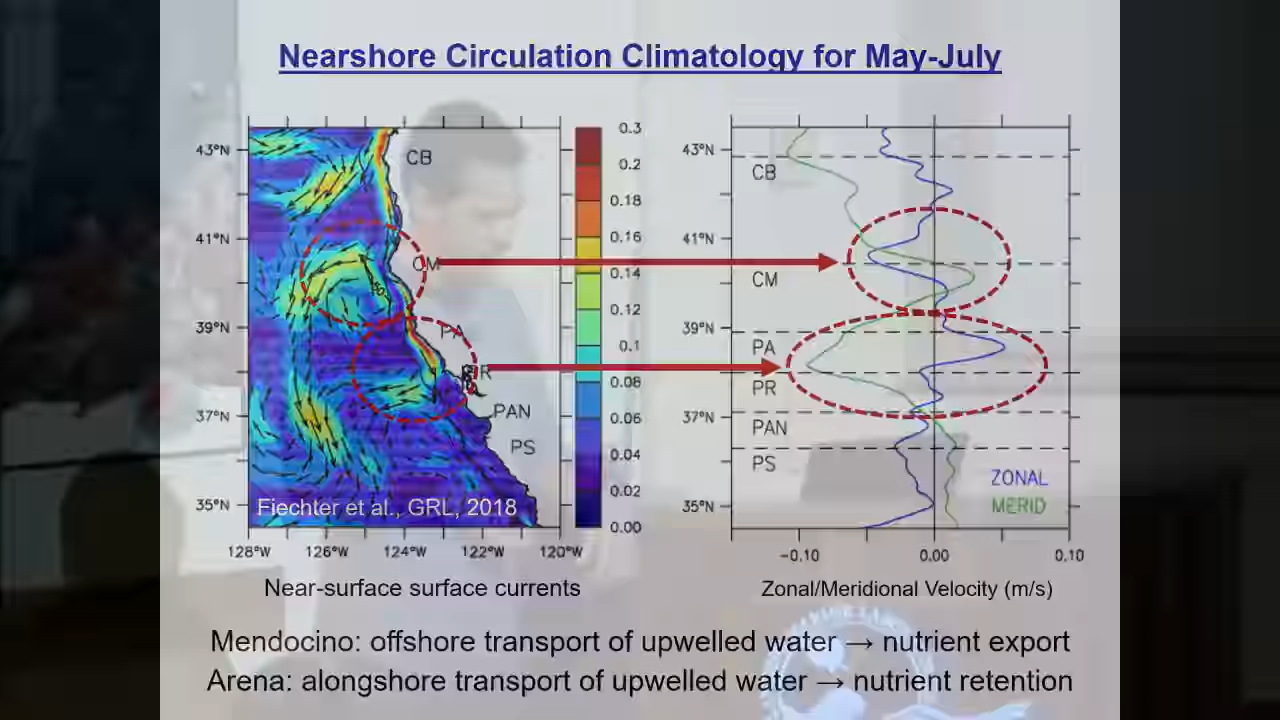 Nearshore Circulation Climatology for May-July
43°N
41°N
39°N
37°N
35°N
128°W 126°W 124°W 122°W 120°W
CB
CM
PA
PR
PAN
PS
Fiechter et al., GRL, 2018
0.3
0.2
0.18
0.16
0.14
0.12
0.1
0.08
0.06
0.04
0.02
0.00
Near-surface surface currents
43°N
41°N
39°N
37°N
35°N
CB
CM
PA
PR
PAN
PS
ZONAL
MERID
-0.10 0.00 0.10
Zonal/Meridional Velocity (m/s)
Mendocino: offshore transport of upwelled water → nutrient export
Arena: alongshore transport of upwelled water → nutrient retention